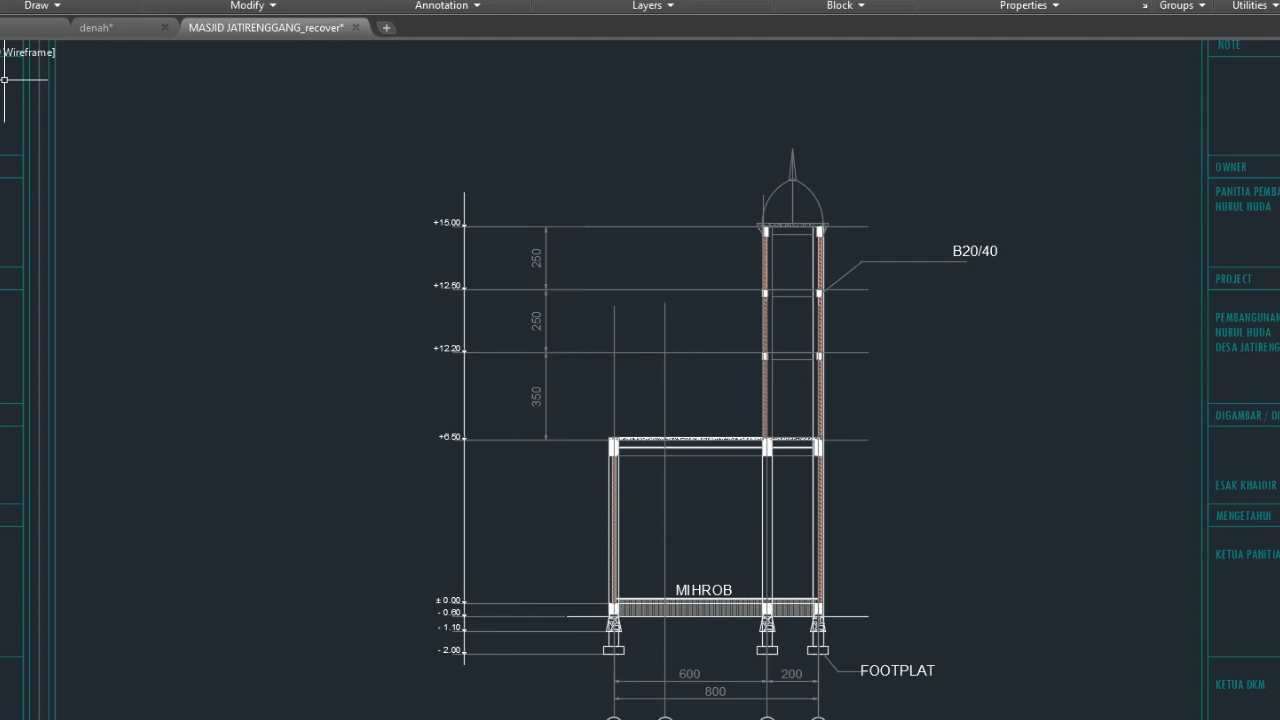 Draw
Modify
Annotation
Layers
Block
Properties
Groups
Utilities
denah*
MASJID JATIRENGGANG_recover*
Wireframe]
NOTE
OWNER
PANITIA PEMBA
NURUL HUDA
PROJECT
PEMBANGUNAN
NURUL HUDA
DESA JATIRENG
DIGAMBAR / DI
ESAK KHAIDIR
MENGETAHUI
KETUA PANITIA
KETUA DKM
+15.00
B20/40
250
+12.50
250
+12.20
350
+6.50
MIHROB
± 0.00
- 0.60
- 1.10
- 2.00
FOOTPLAT
600
200
800